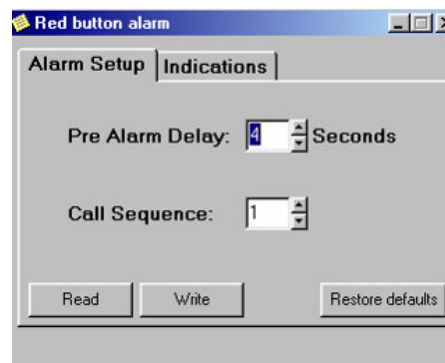 Red button alarm
Alarm Setup Indications
Pre Alarm Delay: 4 Seconds
Call Sequence: 1
Read Write Restore defaults